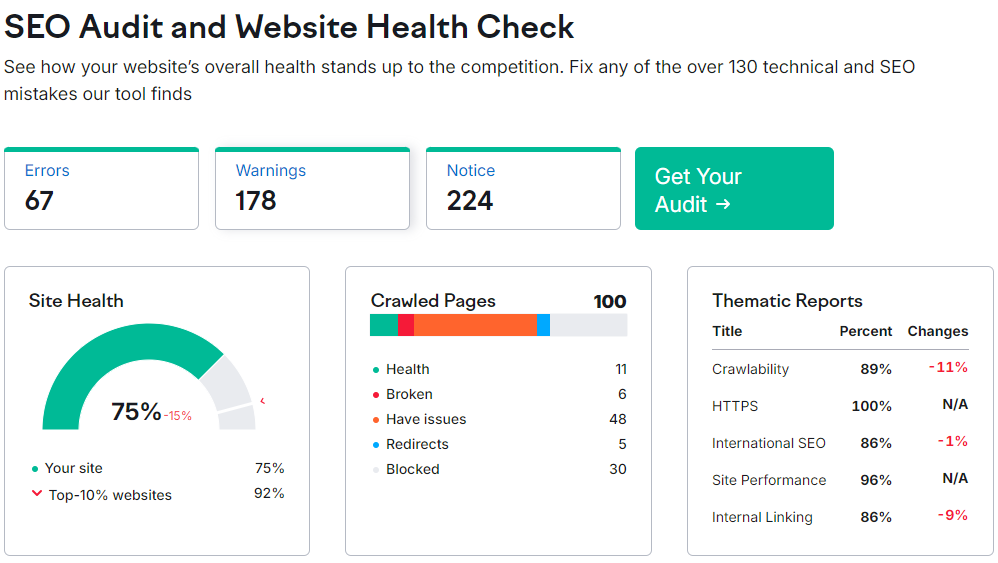 SEO Audit and Website Health Check
See how your website's overall health stands up to the competition. Fix any of the over 130 technical and SEO
mistakes our tool finds
Errors
67
Warnings
178
Notice
224
Get Your
Audit →
Site Health
75% -15%
Your site 75%
Top-10% websites 92%
Crawled Pages 100
Health 11
Broken 6
Have issues 48
Redirects 5
Blocked 30
Thematic Reports
Title Percent Changes
Crawlability 89% -11%
HTTPS 100% N/A
International SEO 86% -1%
Site Performance 96% N/A
Internal Linking 86% -9%